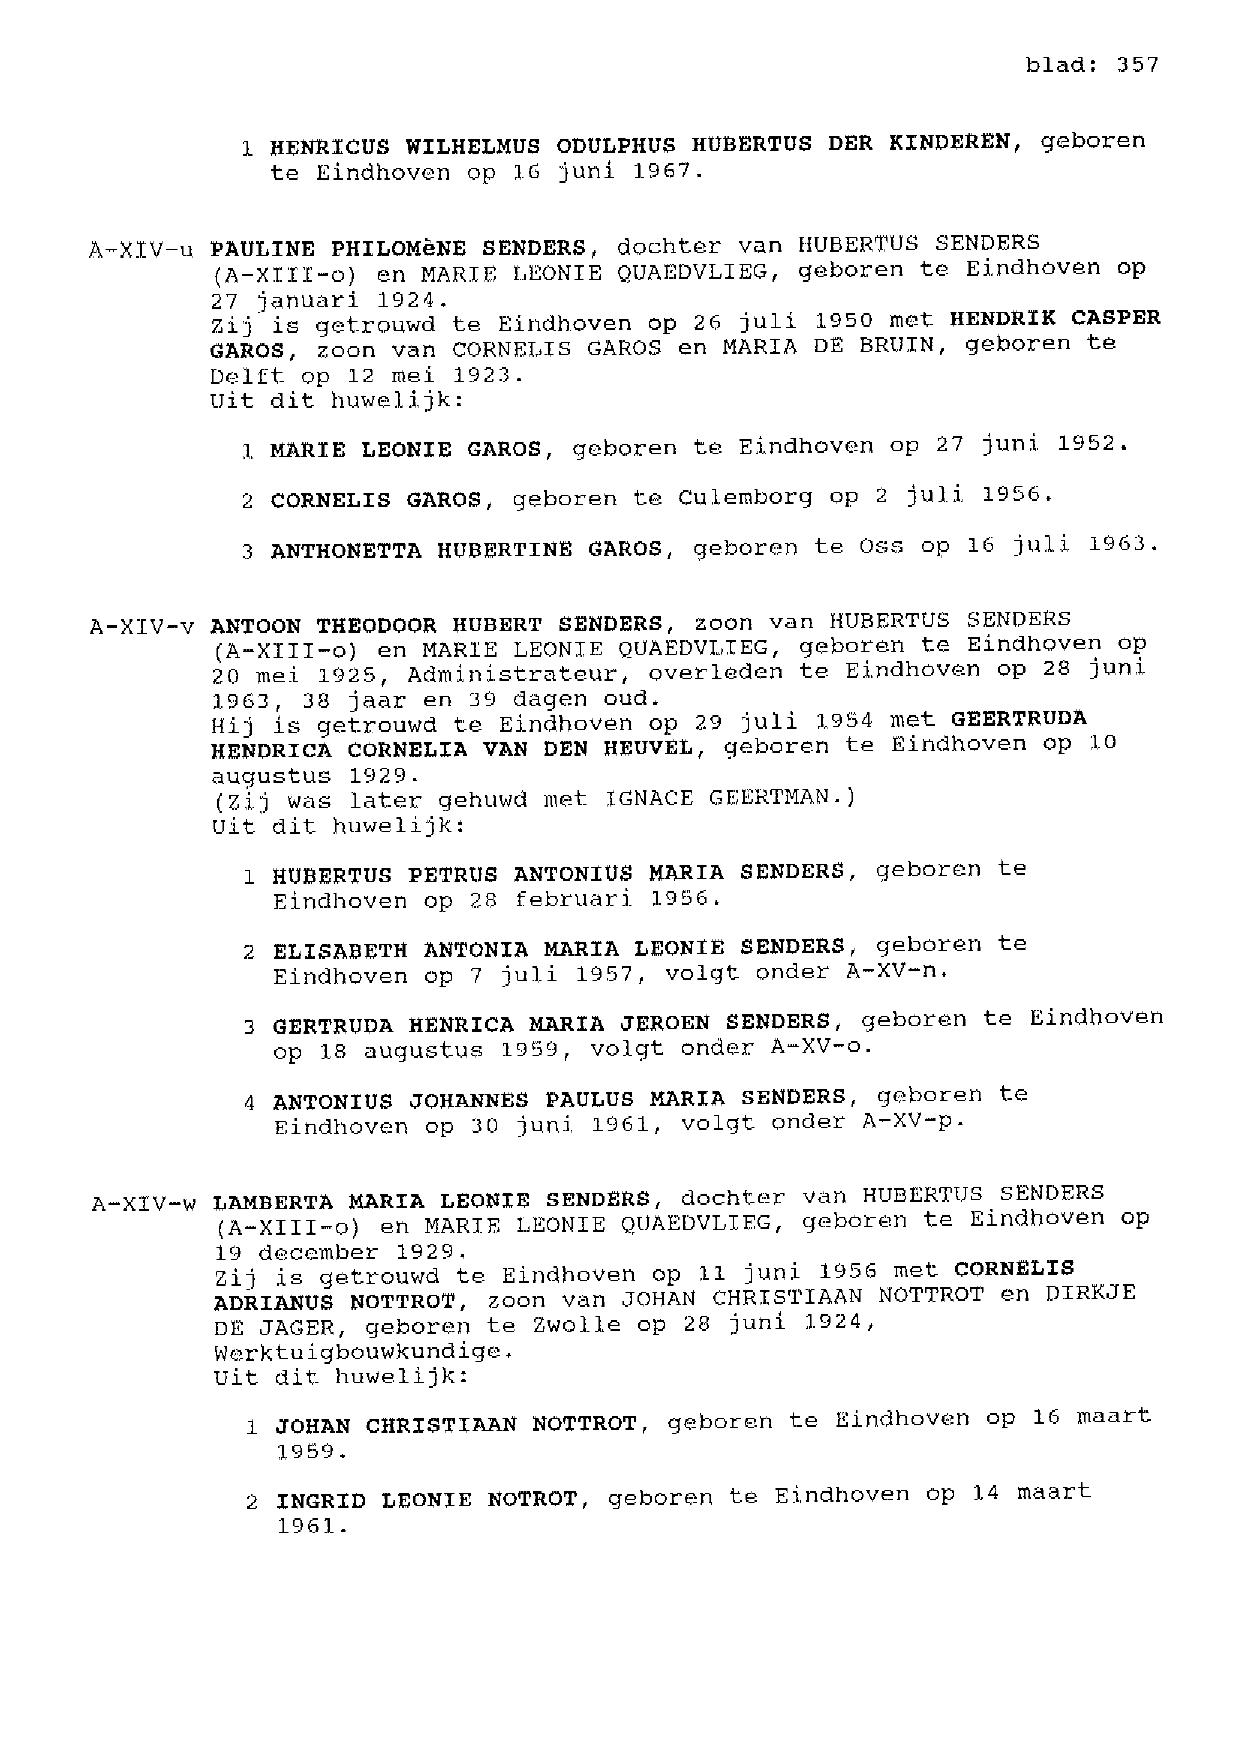 blad: 357
1 HENRICUS WILHELMUS ODULPHUS HUBERTUS DER KINDEREN, geboren
te Eindhoven op 16 juni 1967.
A-XIV-u PAULINE PHILOMèNE SENDERS, dochter van HUBERTUS SENDERS
(A-XIII-o) en MARIE LEONIE QUAEDVLIEG, geboren te Eindhoven op
27 januari 1924.
Zij is getrouwd te Eindhoven op 26 juli 1950 met HENDRIK CASPER
GAROS, zoon van CORNELIS GAROS en MARIA DE BRUIN, geboren te
Delft op 12 mei 1923.
Uit dit huwelijk:
1 MARIE LEONIE GAROS, geboren te Eindhoven op 27 juni 1952.
2 CORNELIS GAROS, geboren te Culemborg op 2 juli 1956.
3 ANTHONETTA HUBERTINE GAROS, geboren te Oss op 16 juli 1963.
A-XIV-v ANTOON THEODOOR HUBERT SENDERS, zoon van HUBERTUS SENDERS
(A-XIII-o) en MARIE LEONIE QUAEDVLIEG, geboren te Eindhoven op
20 mei 1925, Administrateur, overleden te Eindhoven op 28 juni
1963, 38 jaar en 39 dagen oud.
Hij is getrouwd te Eindhoven op 29 juli 1954 met GEERTRUDA
HENDRICA CORNELIA VAN DEN HEUVEL, geboren te Eindhoven op 10
augustus 1929.
(Zij was later gehuwd met IGNACE GEERTMAN.)
Uit dit huwelijk:
1 HUBERTUS PETRUS ANTONIUS MARIA SENDERS, geboren te
Eindhoven op 28 februari 1956.
2 ELISABETH ANTONIA MARIA LEONIE SENDERS, geboren te
Eindhoven op 7 juli 1957, volgt onder A-XV-n.
3 GERTRUDA HENRICA MARIA JEROEN SENDERS, geboren te Eindhoven
op 18 augustus 1959, volgt onder A-XV-o.
4 ANTONIUS JOHANNES PAULUS MARIA SENDERS, geboren te
Eindhoven op 30 juni 1961, volgt onder A-XV-p.
A-XIV-w LAMBERTA MARIA LEONIE SENDERS, dochter van HUBERTUS SENDERS
(A-XIII-o) en MARIE LEONIE QUAEDVLIEG, geboren te Eindhoven op
19 december 1929.
Zij is getrouwd te Eindhoven op 11 juni 1956 met CORNELIS
ADRIANUS NOTTROT, zoon van JOHAN CHRISTIAAN NOTTROT en DIRKJE
DE JAGER, geboren te Zwolle op 28 juni 1924,
Werktuigbouwkundige.
Uit dit huwelijk:
1 JOHAN CHRISTIAAN NOTTROT, geboren te Eindhoven op 16 maart
1959.
2 INGRID LEONIE NOTROT, geboren te Eindhoven op 14 maart
1961.